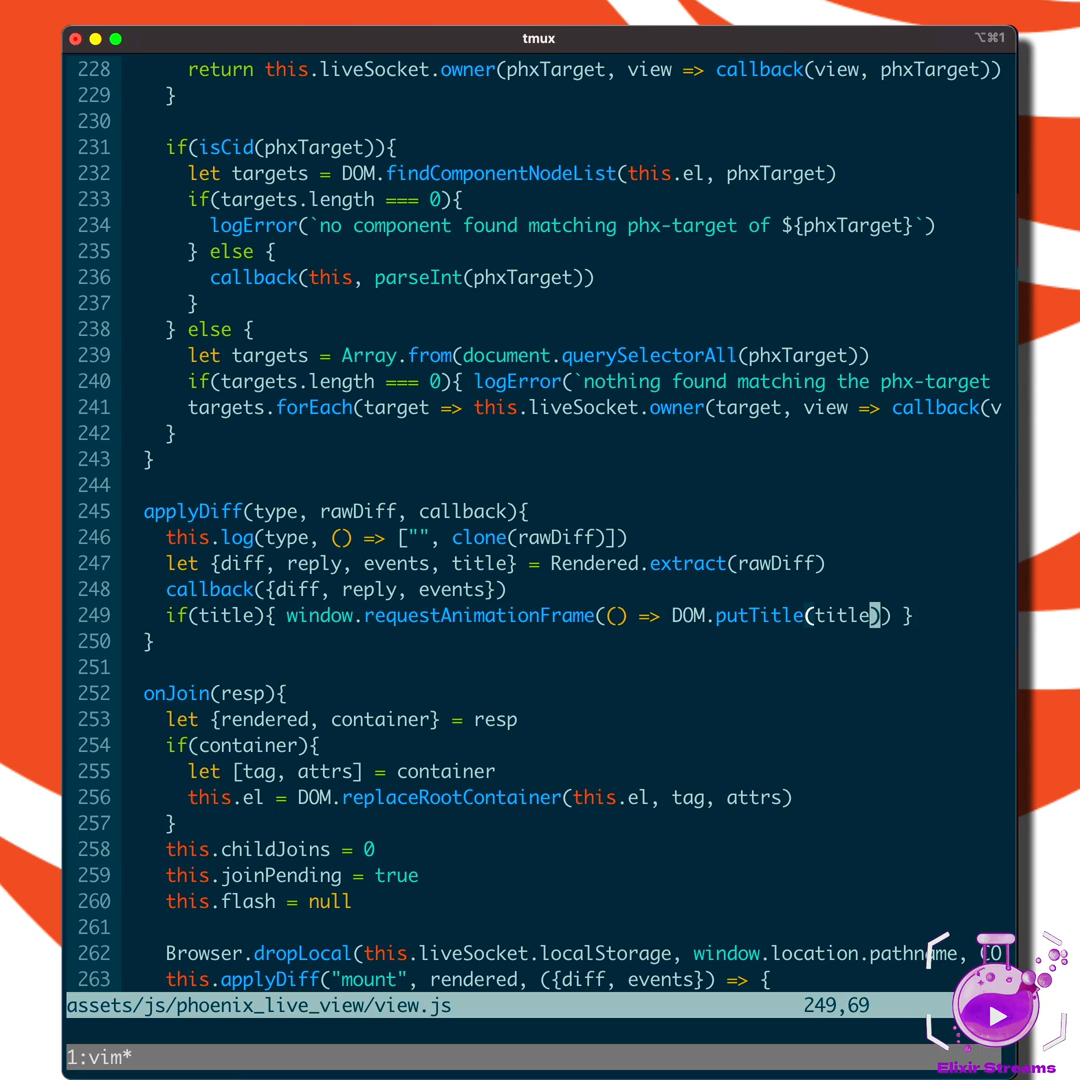 tmux
⌥⌘1
228 return this.liveSocket.owner(phxTarget, view => callback(view, phxTarget))
229 }
230
231 if(isCid(phxTarget)){
232 let targets = DOM.findComponentNodeList(this.el, phxTarget)
233 if(targets.length === 0){
234 logError(`no component found matching phx-target of ${phxTarget}`)
235 } else {
236 callback(this, parseInt(phxTarget))
237 }
238 } else {
239 let targets = Array.from(document.querySelectorAll(phxTarget))
240 if(targets.length === 0){ logError(`nothing found matching the phx-target
241 targets.forEach(target => this.liveSocket.owner(target, view => callback(v
242 }
243 }
244
245 applyDiff(type, rawDiff, callback){
246 this.log(type, () => ["", clone(rawDiff)])
247 let {diff, reply, events, title} = Rendered.extract(rawDiff)
248 callback({diff, reply, events})
249 if(title){ window.requestAnimationFrame(() => DOM.putTitle(title)) }
250 }
251
252 onJoin(resp){
253 let {rendered, container} = resp
254 if(container){
255 let [tag, attrs] = container
256 this.el = DOM.replaceRootContainer(this.el, tag, attrs)
257 }
258 this.childJoins = 0
259 this.joinPending = true
260 this.flash = null
261
262 Browser.dropLocal(this.liveSocket.localStorage, window.location.pathname,
263 this.applyDiff("mount", rendered, ({diff, events}) => {
assets/js/phoenix_live_view/view.js 249,69
1:vim*
Elixir Streams